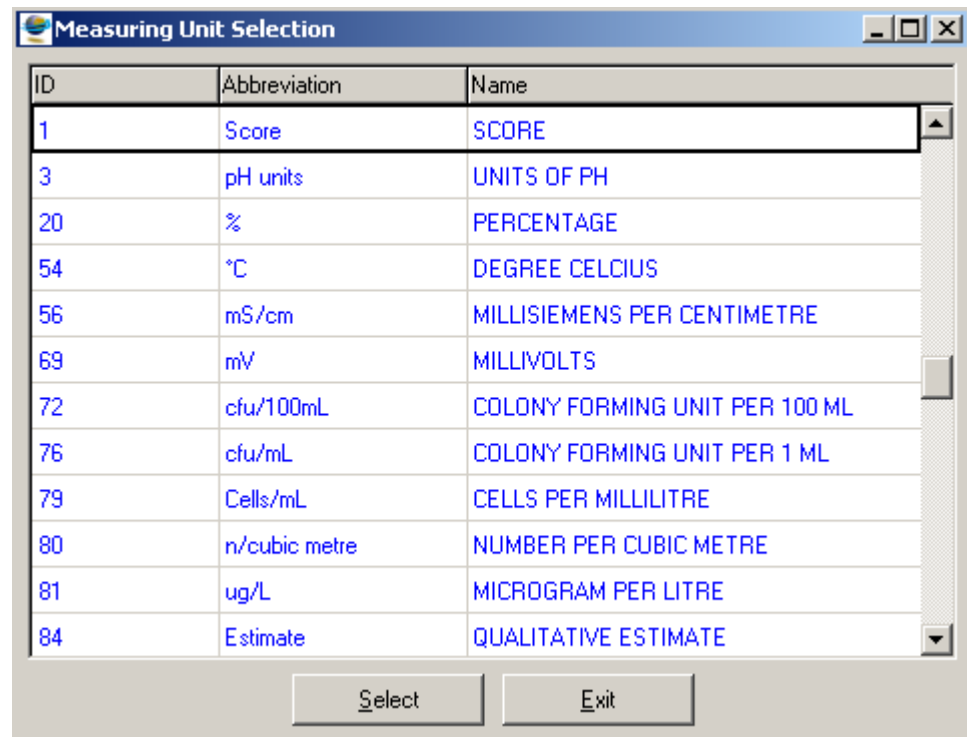 Measuring Unit Selection
ID Abbreviation Name
1 Score SCORE
3 pH units UNITS OF PH
20 % PERCENTAGE
54 °C DEGREE CELCIUS
56 mS/cm MILLISIEMENS PER CENTIMETRE
69 mV MILLIVOLTS
72 cfu/100mL COLONY FORMING UNIT PER 100 ML
76 cfu/mL COLONY FORMING UNIT PER 1 ML
79 Cells/mL CELLS PER MILLILITRE
80 n/cubic metre NUMBER PER CUBIC METRE
81 ug/L MICROGRAM PER LITRE
84 Estimate QUALITATIVE ESTIMATE
Select Exit